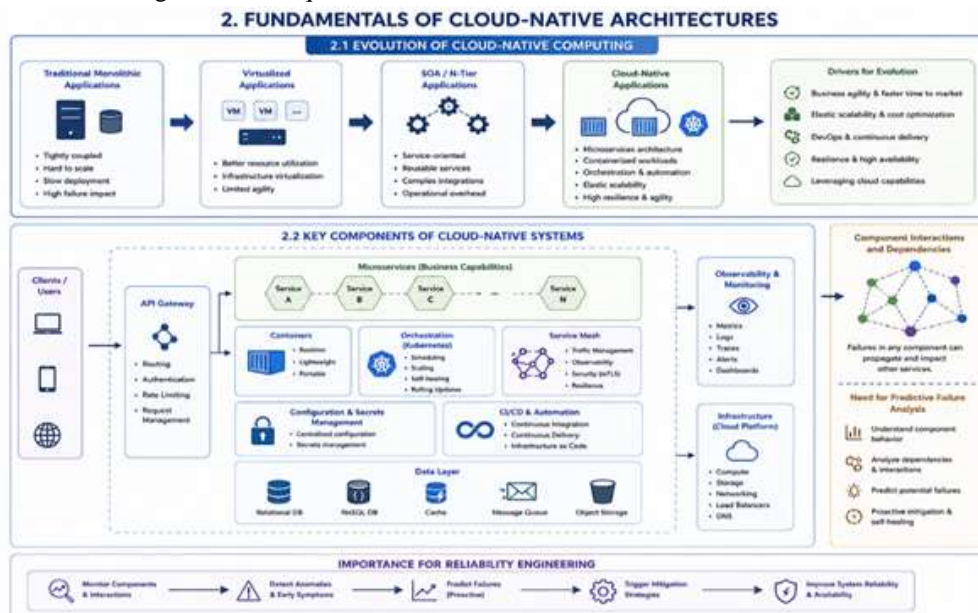 2. FUNDAMENTALS OF CLOUD-NATIVE ARCHITECTURES
2.1 EVOLUTION OF CLOUD-NATIVE COMPUTING
Traditional Monolithic
Applications
• Tightly coupled
• Hard to scale
• Slow deployment
• High failure impact
Virtualized
Applications
VM
VM
...
• Better resource utilization
• Infrastructure virtualization
• Limited agility
SOA / N-Tier
Applications
• Service-oriented
• Reusable services
• Complex integrations
• Operational overhead
Cloud-Native
Applications
• Microservices architecture
• Containerized workloads
• Orchestration & automation
• Elastic scalability
• High resilience & agility
Drivers for Evolution
Business agility & faster time to market
Elastic scalability & cost optimization
DevOps & continuous delivery
Resilience & high availability
Leveraging cloud capabilities
2.2 KEY COMPONENTS OF CLOUD-NATIVE SYSTEMS
Clients /
Users
API Gateway
• Routing
• Authentication
• Rate Limiting
• Request
Management
Microservices (Business Capabilities)
Service
A
Service
B
Service
C
Service
N
Containers
• Runtime
• Lightweight
• Portable
Orchestration
(Kubernetes)
• Scheduling
• Scaling
• Self-healing
• Rolling Updates
Service Mesh
• Traffic Management
• Observability
• Security (mTLS)
• Resilience
Configuration & Secrets
Management
• Centralized configuration
• Secrets management
CI/CD & Automation
• Continuous Integration
• Continuous Delivery
• Infrastructure as Code
Data Layer
Relational DB
NoSQL DB
Cache
Message Queue
Object Storage
Observability &
Monitoring
• Metrics
• Logs
• Traces
• Alerts
• Dashboards
Infrastructure
(Cloud Platform)
• Compute
• Storage
• Networking
• Load Balancers
• DNS
Component Interactions
and Dependencies
Failures in any component can
propagate and impact
other services.
Need for Predictive Failure
Analysis
Understand component
behavior
Analyze dependencies
& interactions
Predict potential failures
Proactive mitigation &
self-healing
IMPORTANCE FOR RELIABILITY ENGINEERING
Monitor Components
& Interactions
Detect Anomalies
& Early Symptoms
Predict Failures
(Proactive)
Trigger Mitigation
Strategies
Improve System Reliability
& Availability